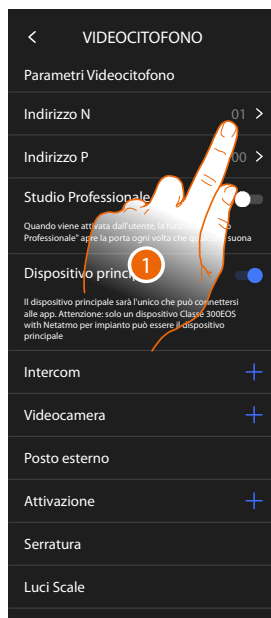 VIDEOCITOFONO
Parametri Videocitofono
Indirizzo N 01
Indirizzo P 00
Studio Professionale
Quando viene attivata dall'utente, la
Professionale" apre la porta ogni volta che suona
Dispositivo
1
Il dispositivo principale sarà l'unico che può connettersi
alle app. Attenzione: solo un dispositivo Classe 300EOS
with Netatmo per impianto può essere il dispositivo
principale
Intercom
Videocamera
Posto esterno
Attivazione
Serratura
Luci Scale